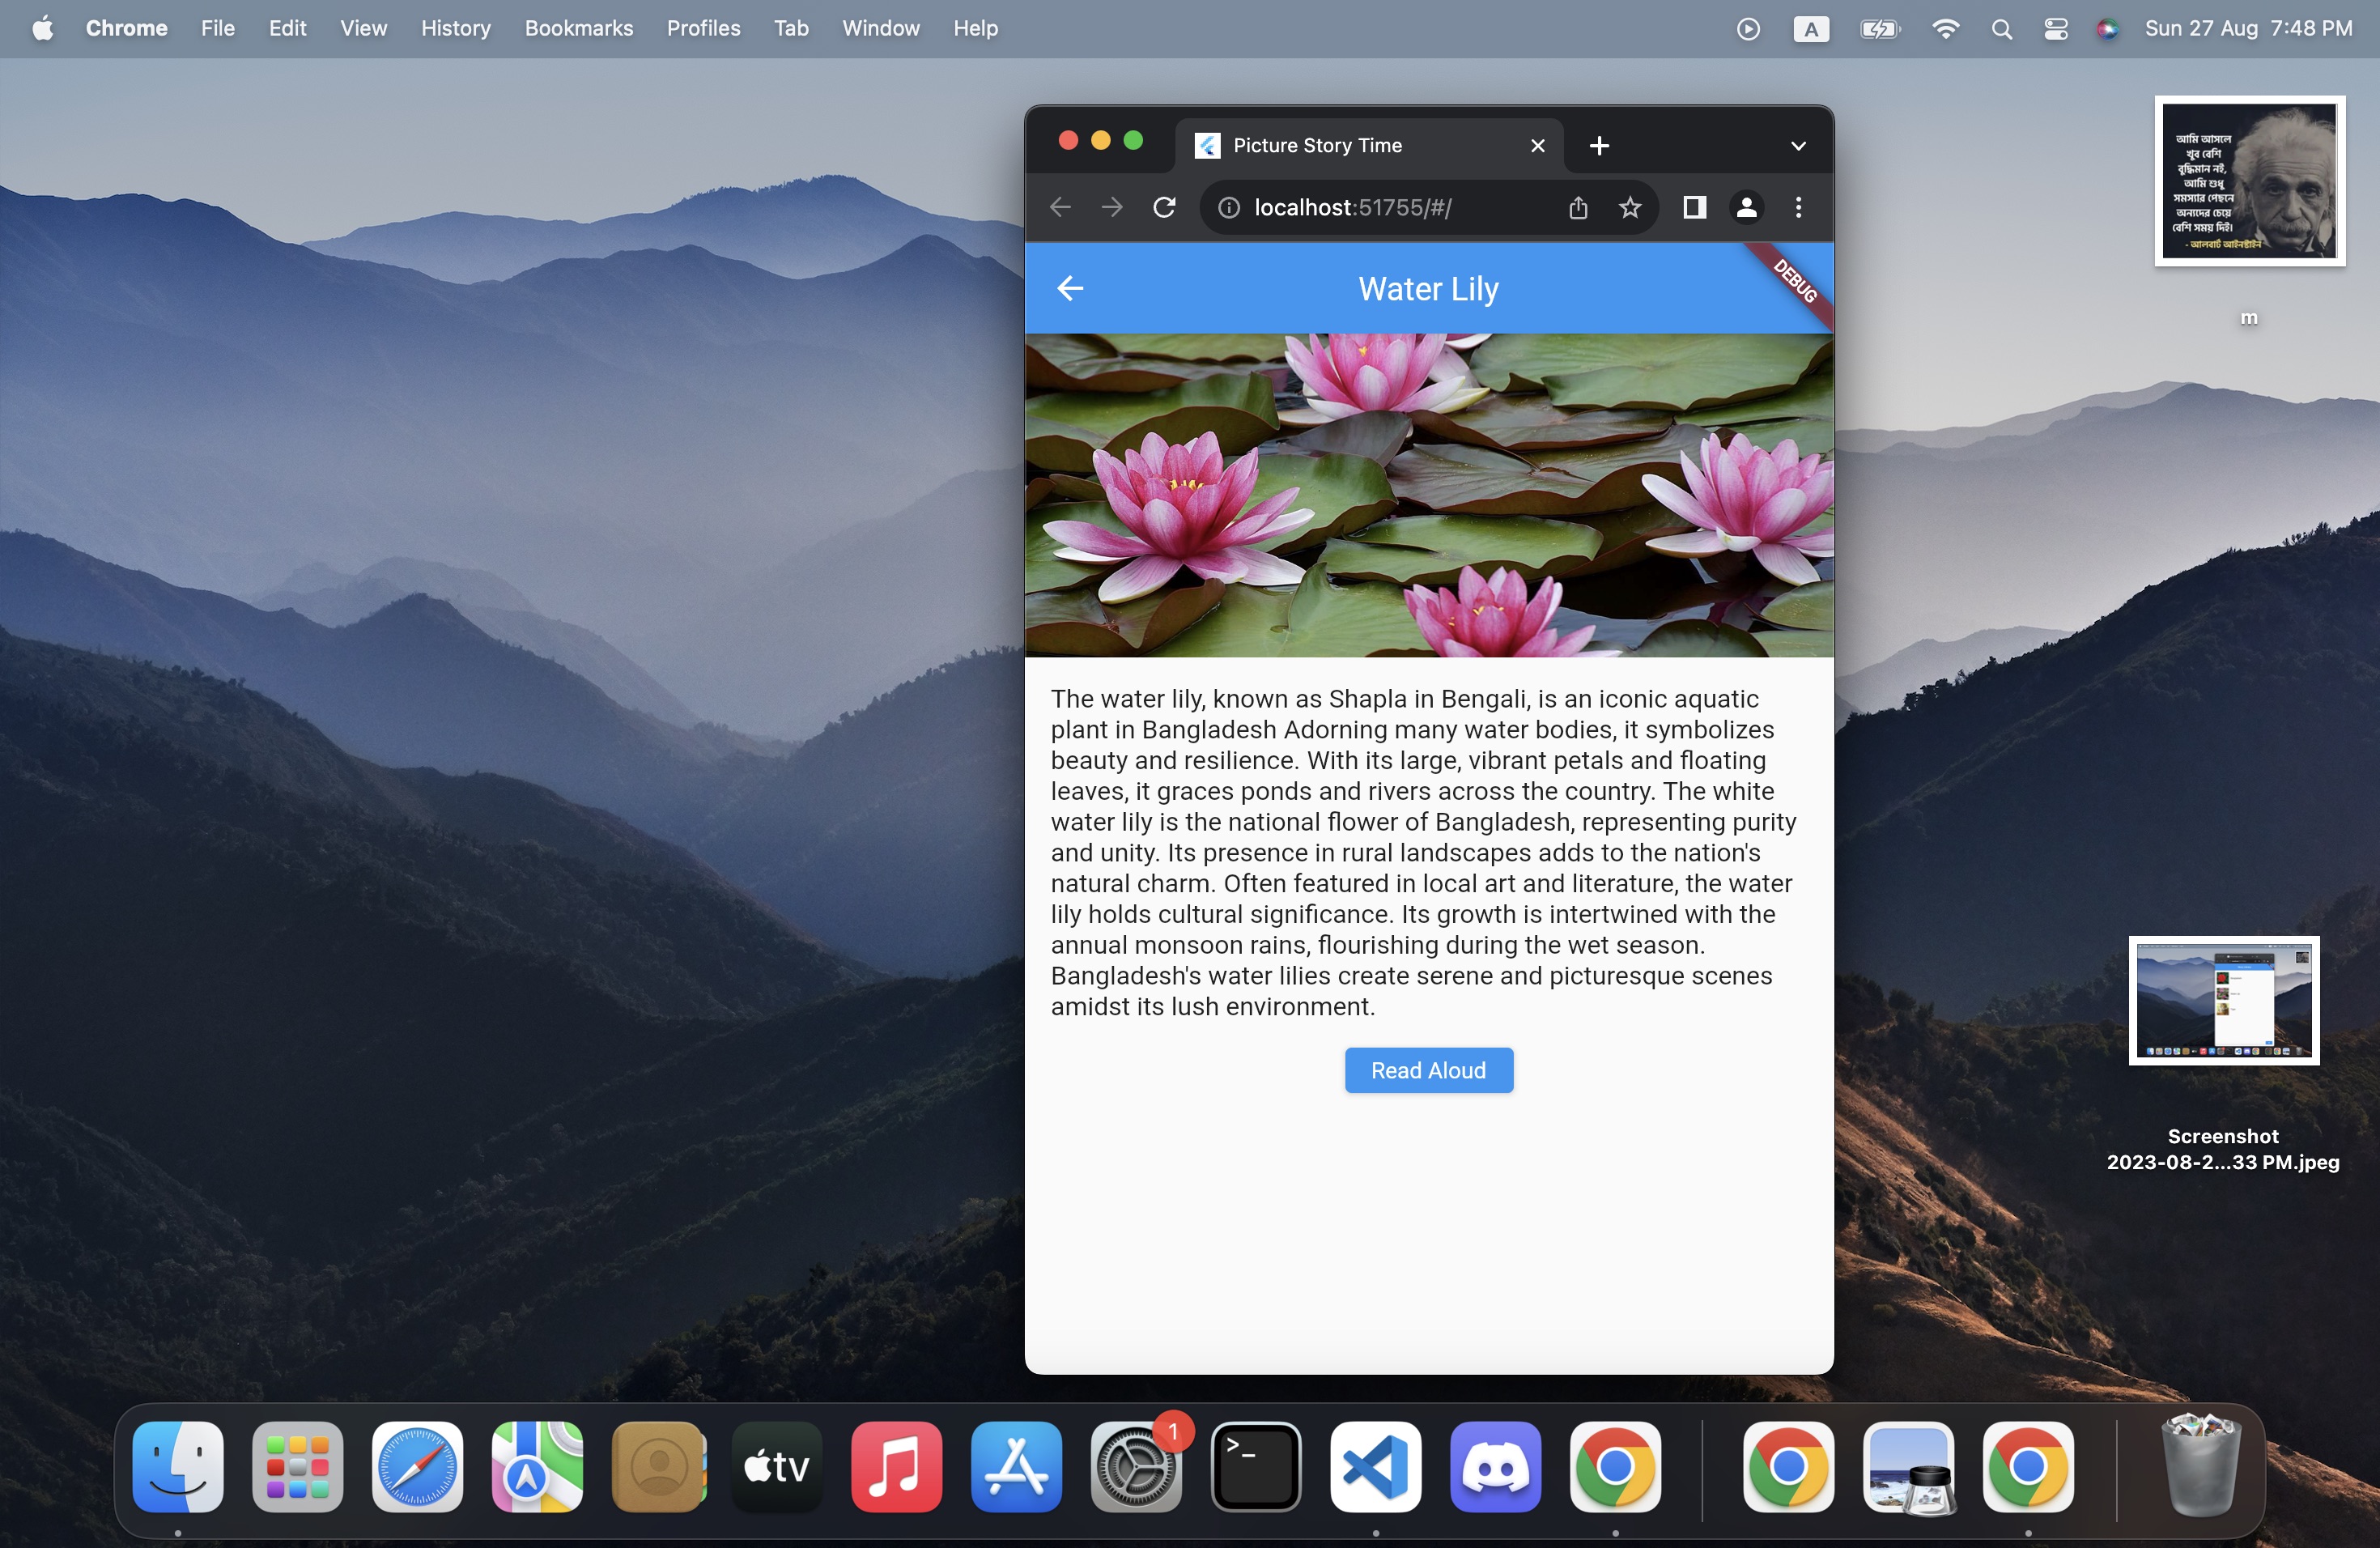 Chrome File Edit View History Bookmarks Profiles Tab Window Help
A Sun 27 Aug 7:48 PM
Picture Story Time
localhost:51755/#/
Water Lily
DEBUG
The water lily, known as Shapla in Bengali, is an iconic aquatic
plant in Bangladesh Adorning many water bodies, it symbolizes
beauty and resilience. With its large, vibrant petals and floating
leaves, it graces ponds and rivers across the country. The white
water lily is the national flower of Bangladesh, representing purity
and unity. Its presence in rural landscapes adds to the nation's
natural charm. Often featured in local art and literature, the water
lily holds cultural significance. Its growth is intertwined with the
annual monsoon rains, flourishing during the wet season.
Bangladesh's water lilies create serene and picturesque scenes
amidst its lush environment.
Read Aloud
আমি আসলে
খুব বেশি
বুদ্ধিমান নই,
আমি শুধু
সমস্যার পেছনে
অন্যদের চেয়ে
বেশি সময় দিই।
- আলবার্ট আইনস্টাইন
m
Screenshot
2023-08-2...33 PM.jpeg
tv
1
>_